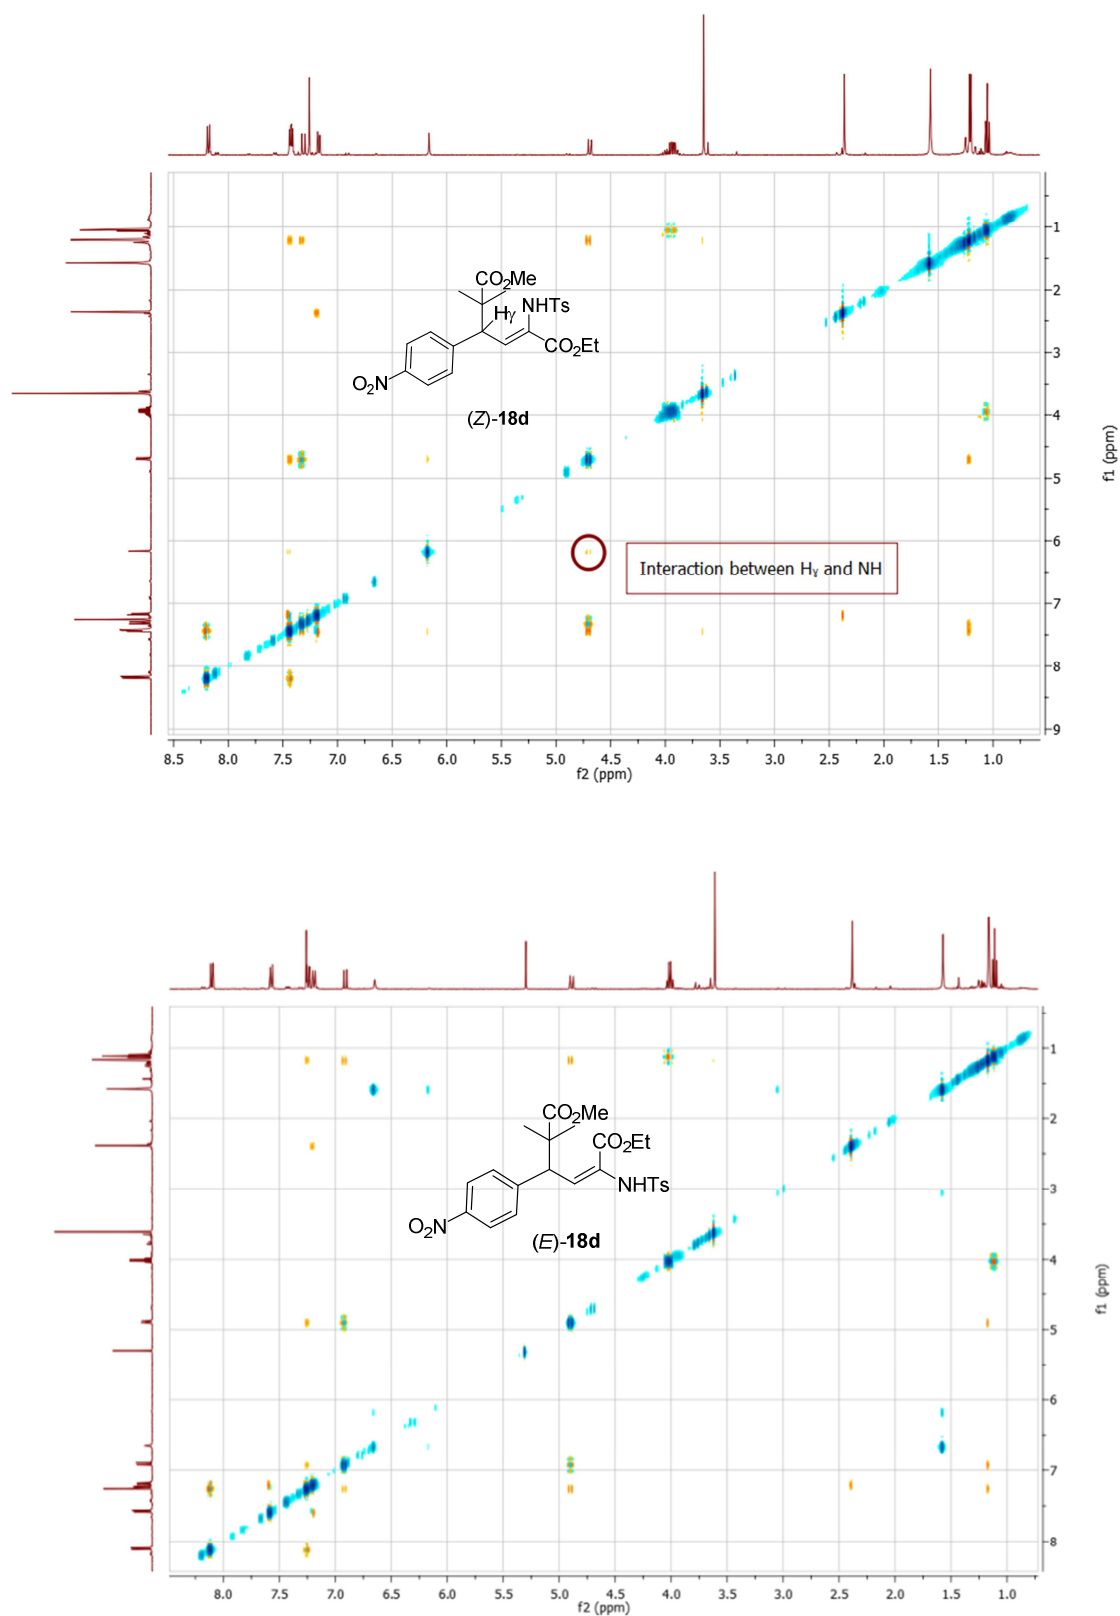 CO2Me
Hγ
NHTs
CO2Et
O2N
(Z)-18d
Interaction between Hɣ and NH
1
2
3
4
5
6
7
8
9
f1 (ppm)
8.5 8.0 7.5 7.0 6.5 6.0 5.5 5.0 4.5 4.0 3.5 3.0 2.5 2.0 1.5 1.0
f2 (ppm)
CO2Me
CO2Et
NHTs
O2N
(E)-18d
1
2
3
4
5
6
7
8
f1 (ppm)
8.0 7.5 7.0 6.5 6.0 5.5 5.0 4.5 4.0 3.5 3.0 2.5 2.0 1.5 1.0
f2 (ppm)